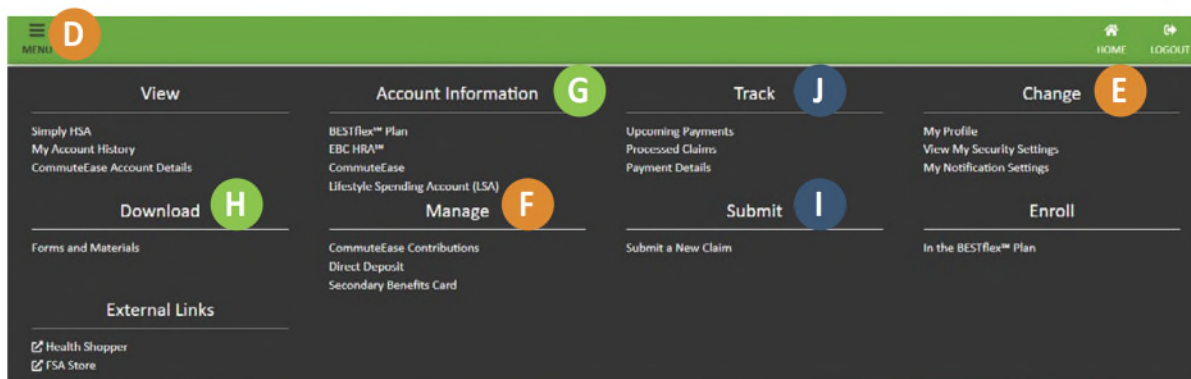 MENU D
HOME LOGOUT
View
Simply HSA
My Account History
CommuteEase Account Details
Account Information G
BESTflex℠ Plan
EBC HRA℠
CommuteEase
Lifestyle Spending Account (LSA)
Track J
Upcoming Payments
Processed Claims
Payment Details
Change E
My Profile
View My Security Settings
My Notification Settings
Download H
Forms and Materials
Manage F
CommuteEase Contributions
Direct Deposit
Secondary Benefits Card
Submit I
Submit a New Claim
Enroll
In the BESTflex℠ Plan
External Links
Health Shopper
FSA Store